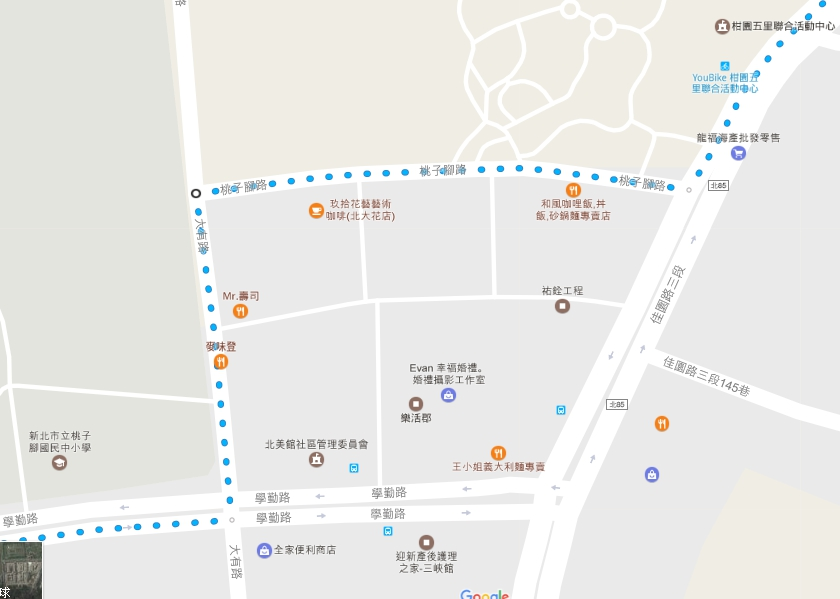 路
柑園五里聯合活動中心
YouBike 柑園五
里聯合活動中心
龍福海產批發零售
桃子腳路
桃子腳路
桃子腳路
北85
玖拾花藝藝術
咖啡(北大花店)
和風咖哩飯,丼
飯,砂鍋麵專賣店
大有路
佳園路三段
Mr.壽司
祐銓工程
麥味登
佳園路三段145巷
Evan 幸福婚禮。
婚禮攝影工作室
樂活郡
北85
新北市立桃子
腳國民中小學
北美館社區管理委員會
王小姐義大利麵專賣
學勤路
學勤路
學勤路
學勤路
學勤路
大有路
全家便利商店
迎新產後護理
之家-三峽館
球
Google